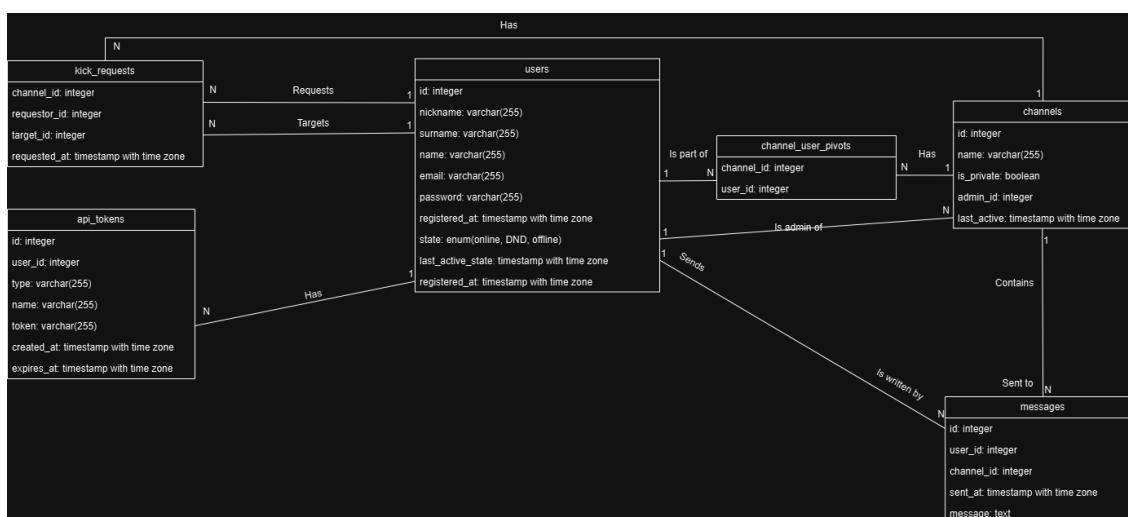 Has
N
kick_requests
channel_id: integer
requestor_id: integer
target_id: integer
requested_at: timestamp with time zone
N
Requests
1
N
Targets
1
users
id: integer
nickname: varchar(255)
surname: varchar(255)
name: varchar(255)
email: varchar(255)
password: varchar(255)
registered_at: timestamp with time zone
state: enum(online, DND, offline)
last_active_state: timestamp with time zone
registered_at: timestamp with time zone
Is part of
1
N
channel_user_pivots
channel_id: integer
user_id: integer
Has
N
1
1
channels
id: integer
name: varchar(255)
is_private: boolean
admin_id: integer
last_active: timestamp with time zone
1
Is admin of
N
api_tokens
id: integer
user_id: integer
type: varchar(255)
name: varchar(255)
token: varchar(255)
created_at: timestamp with time zone
expires_at: timestamp with time zone
N
Has
1
1
Sends
Is written by
N
1
Contains
Sent to
N
messages
id: integer
user_id: integer
channel_id: integer
sent_at: timestamp with time zone
message: text